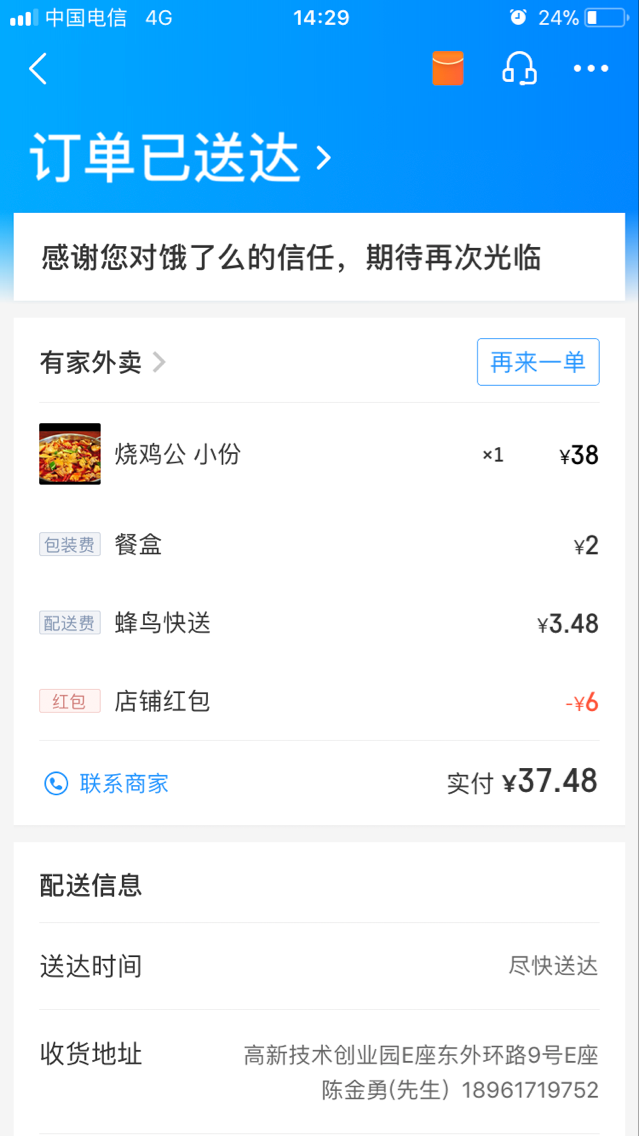 中国电信 4G 14:29 24%
订单已送达
感谢您对饿了么的信任，期待再次光临
有家外卖 再来一单
烧鸡公 小份 ×1 ¥38
包装费 餐盒 ¥2
配送费 蜂鸟快送 ¥3.48
红包 店铺红包 -¥6
联系商家 实付 ¥37.48
配送信息
送达时间 尽快送达
收货地址 高新技术创业园E座东外环路9号E座
陈金勇(先生) 18961719752